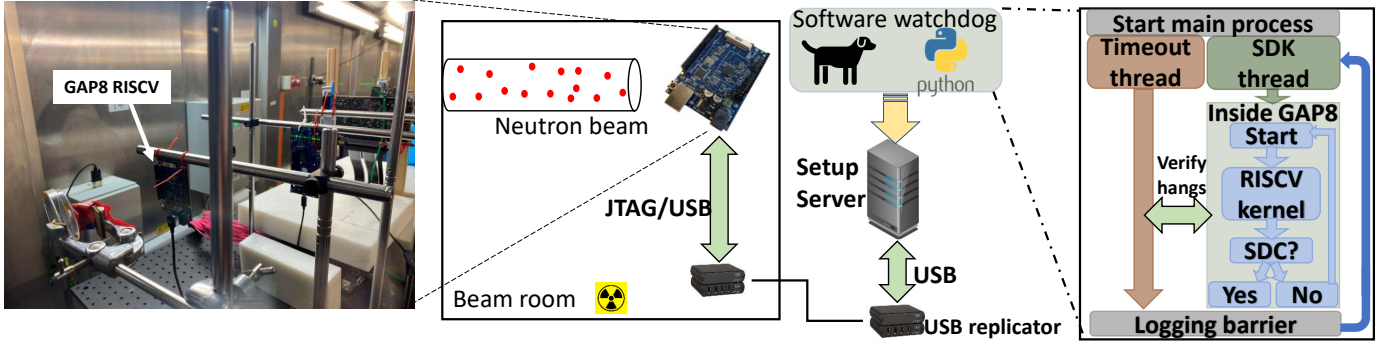 GAP8 RISCV
Neutron beam
JTAG/USB
Beam room
Software watchdog
python
Setup
Server
USB
USB replicator
Start main process
Timeout
thread
SDK
thread
Inside GAP8
Start
Verify
hangs
RISCV
kernel
SDC?
Yes
No
Logging barrier